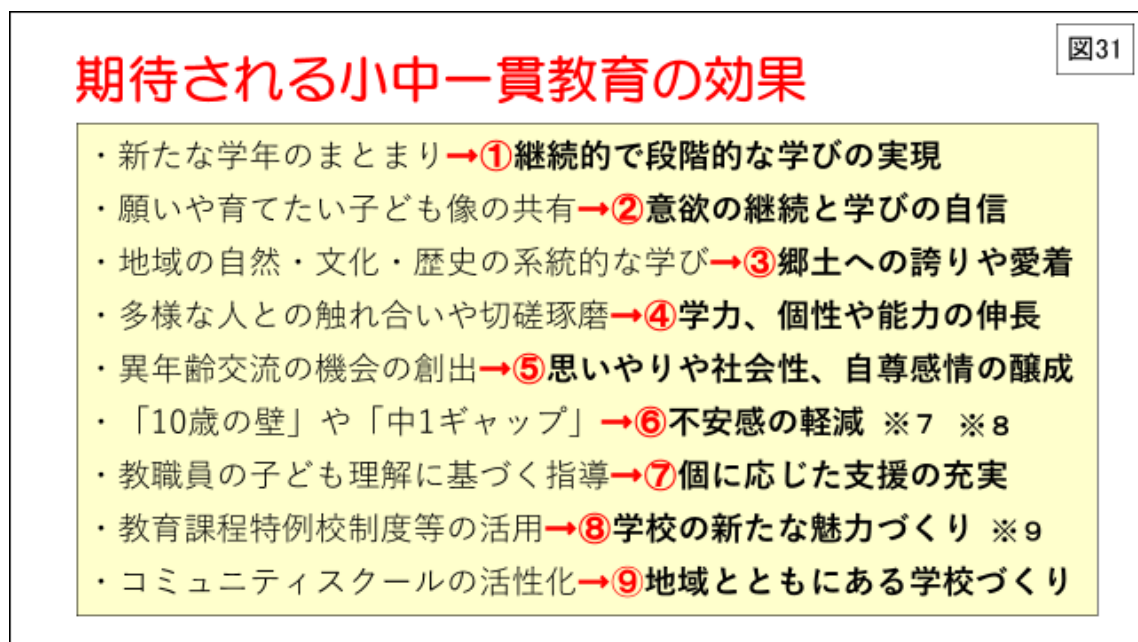 図31
期待される小中一貫教育の効果
・新たな学年のまとまり→①継続的で段階的な学びの実現
・願いや育てたい子ども像の共有→②意欲の継続と学びの自信
・地域の自然・文化・歴史の系統的な学び→③郷土への誇りや愛着
・多様な人との触れ合いや切磋琢磨→④学力、個性や能力の伸長
・異年齢交流の機会の創出→⑤思いやりや社会性、自尊感情の醸成
・「10歳の壁」や「中1ギャップ」→⑥不安感の軽減 ※7 ※8
・教職員の子ども理解に基づく指導→⑦個に応じた支援の充実
・教育課程特例校制度等の活用→⑧学校の新たな魅力づくり ※9
・コミュニティスクールの活性化→⑨地域とともにある学校づくり